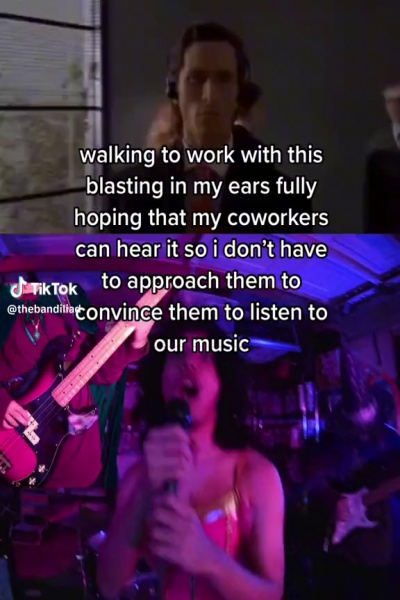 walking to work with this
blasting in my ears fully
hoping that my coworkers
can hear it so i don't have
to approach them to
convince them to listen to
our music
TikTok
@thebandiliad